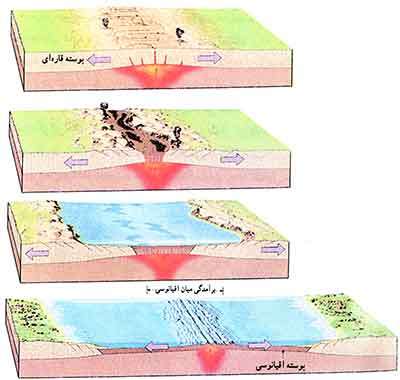 پوسته قاره‌ای
برآمدگی میان اقیانوسی
پوسته اقیانوسی